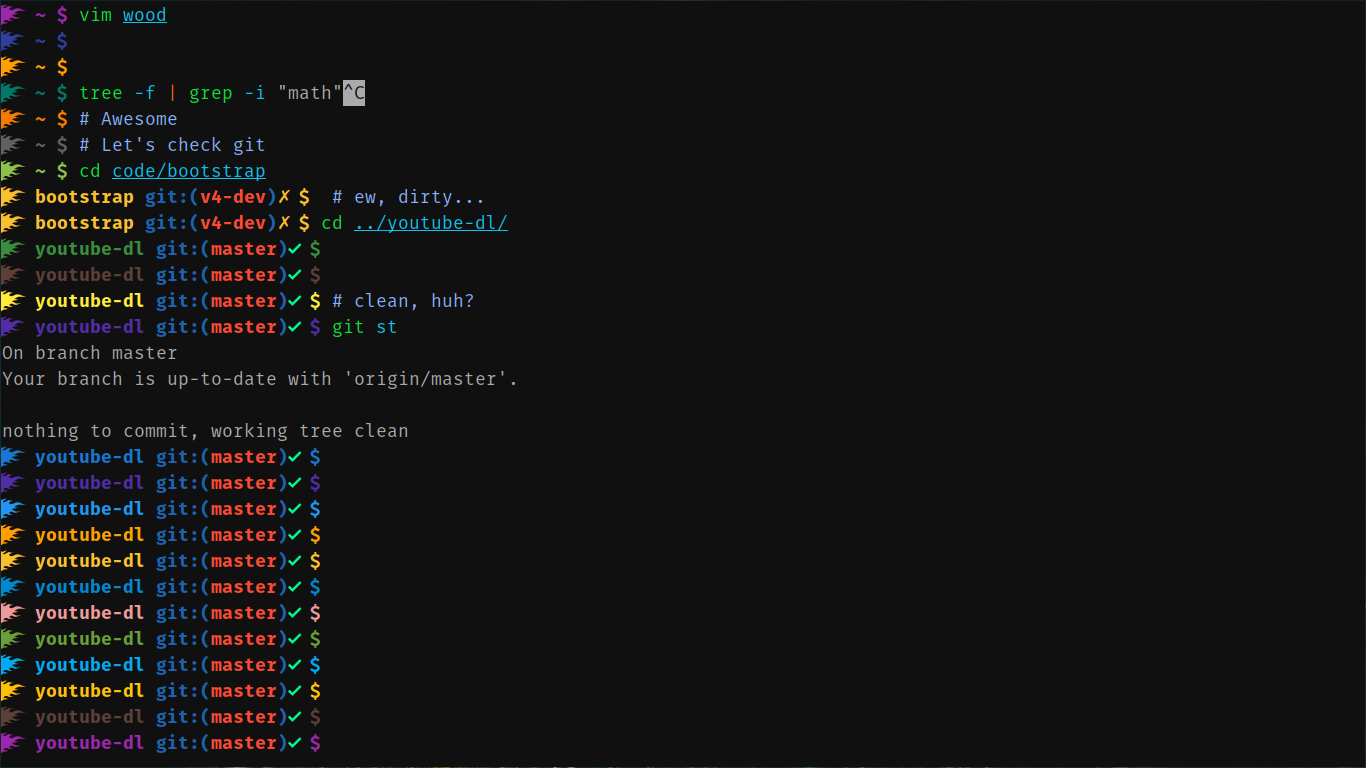 ~ $ vim wood
~ $
~ $
~ $ tree -f | grep -i "math"^C
~ $ # Awesome
~ $ # Let's check git
~ $ cd code/bootstrap
bootstrap git:(v4-dev)✗ $  # ew, dirty...
bootstrap git:(v4-dev)✗ $ cd ../youtube-dl/
youtube-dl git:(master)✓ $
youtube-dl git:(master)✓ $
youtube-dl git:(master)✓ $ # clean, huh?
youtube-dl git:(master)✓ $ git st
On branch master
Your branch is up-to-date with 'origin/master'.
nothing to commit, working tree clean
youtube-dl git:(master)✓ $
youtube-dl git:(master)✓ $
youtube-dl git:(master)✓ $
youtube-dl git:(master)✓ $
youtube-dl git:(master)✓ $
youtube-dl git:(master)✓ $
youtube-dl git:(master)✓ $
youtube-dl git:(master)✓ $
youtube-dl git:(master)✓ $
youtube-dl git:(master)✓ $
youtube-dl git:(master)✓ $
youtube-dl git:(master)✓ $